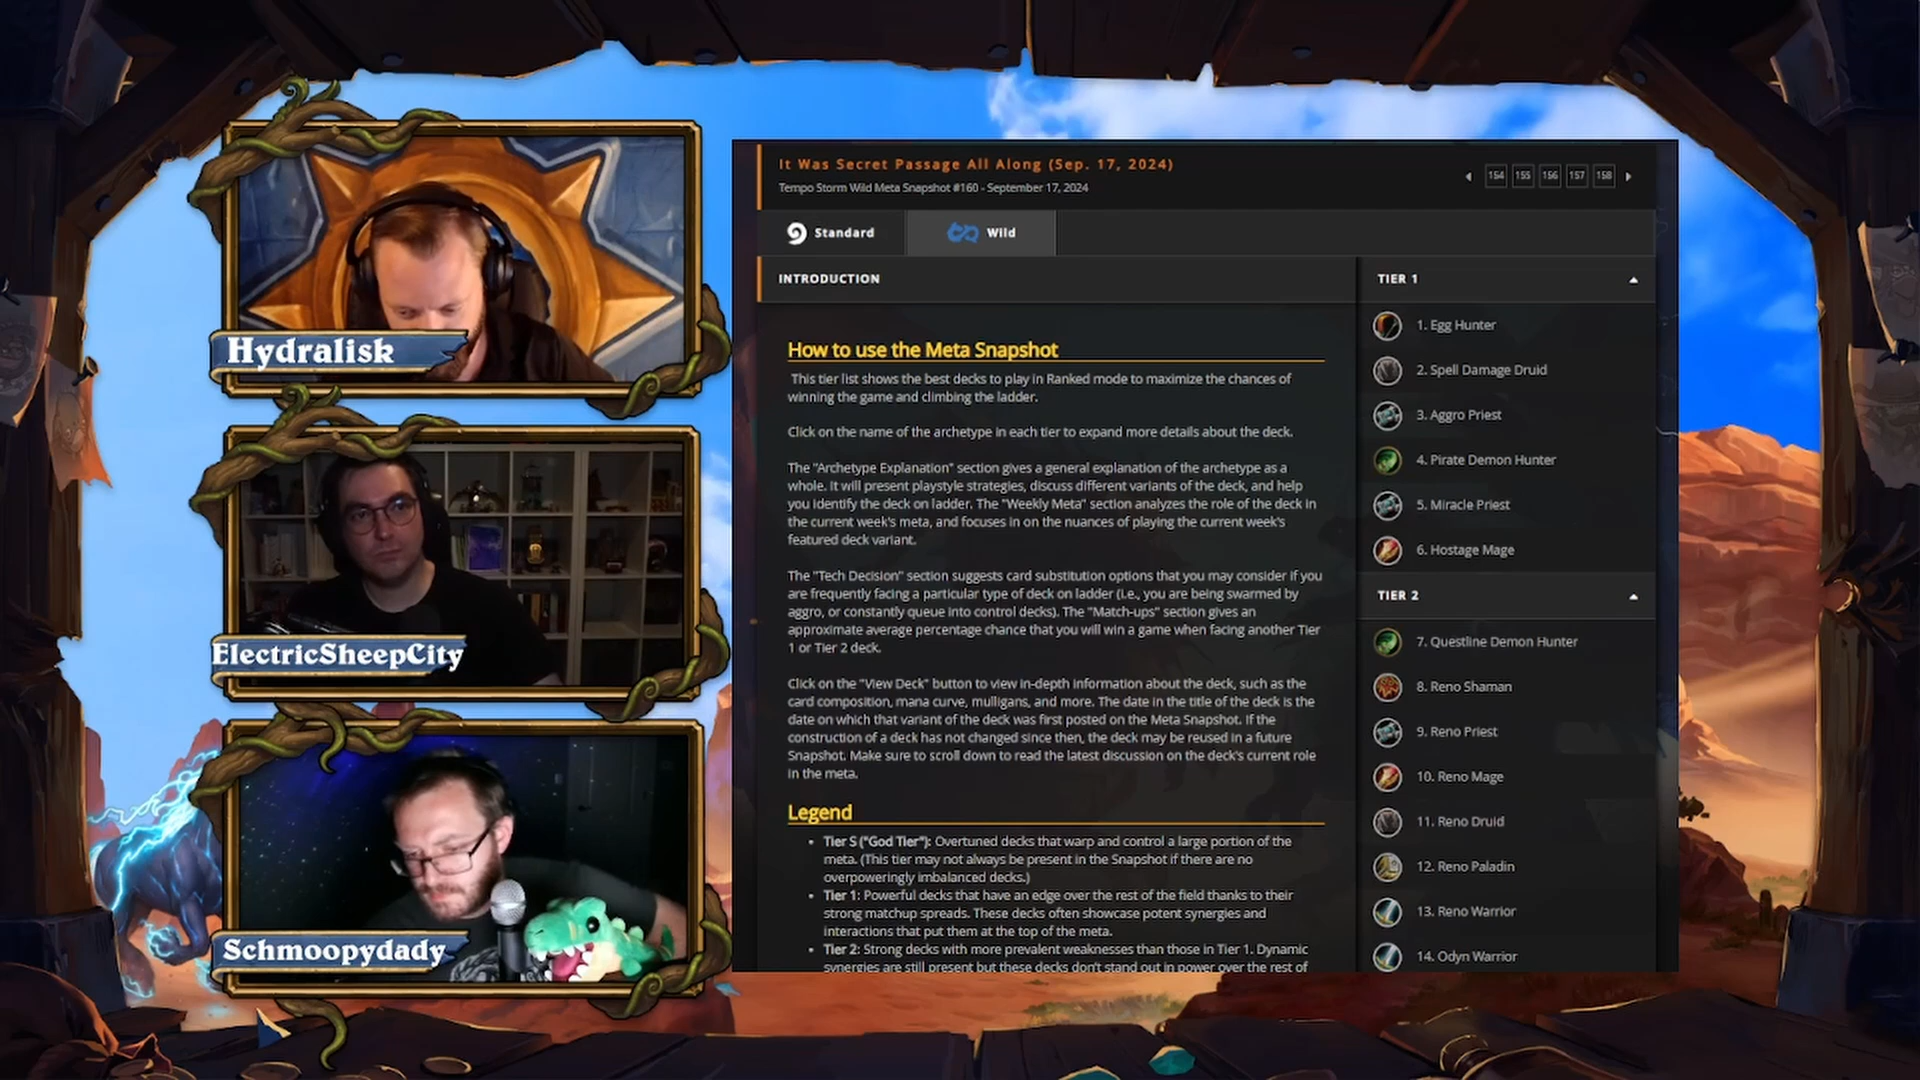 Hydralisk
ElectricSheepCity
Schmoopydady
It Was Secret Passage All Along (Sep. 17, 2024)
Tempo Storm Wild Meta Snapshot #160 - September 17, 2024
154 155 156 157 158
Standard Wild
INTRODUCTION
How to use the Meta Snapshot
This tier list shows the best decks to play in Ranked mode to maximize the chances of
winning the game and climbing the ladder.
Click on the name of the archetype in each tier to expand more details about the deck.
The "Archetype Explanation" section gives a general explanation of the archetype as a
whole. It will present playstyle strategies, discuss different variants of the deck, and help
you identify the deck on ladder. The "Weekly Meta" section analyzes the role of the deck in
the current week's meta, and focuses in on the nuances of playing the current week's
featured deck variant.
The "Tech Decision" section suggests card substitution options that you may consider if you
are frequently facing a particular type of deck on ladder (i.e., you are being swarmed by
aggro, or constantly queue into control decks). The "Match-ups" section gives an
approximate average percentage chance that you will win a game when facing another Tier
1 or Tier 2 deck.
Click on the "View Deck" button to view in-depth information about the deck, such as the
card composition, mana curve, mulligans, and more. The date in the title of the deck is the
date on which that variant of the deck was first posted on the Meta Snapshot. If the
construction of a deck has not changed since then, the deck may be reused in a future
Snapshot. Make sure to scroll down to read the latest discussion on the deck's current role
in the meta.
Legend
• Tier S ("God Tier"): Overtuned decks that warp and control a large portion of the
meta. (This tier may not always be present in the Snapshot if there are no
overpoweringly imbalanced decks.)
• Tier 1: Powerful decks that have an edge over the rest of the field thanks to their
strong matchup spreads. These decks often showcase potent synergies and
interactions that put them at the top of the meta.
• Tier 2: Strong decks with more prevalent weaknesses than those in Tier 1. Dynamic
synergies are still present but these decks don't stand out in power over the rest of
TIER 1
1. Egg Hunter
2. Spell Damage Druid
3. Aggro Priest
4. Pirate Demon Hunter
5. Miracle Priest
6. Hostage Mage
TIER 2
7. Questline Demon Hunter
8. Reno Shaman
9. Reno Priest
10. Reno Mage
11. Reno Druid
12. Reno Paladin
13. Reno Warrior
14. Odyn Warrior